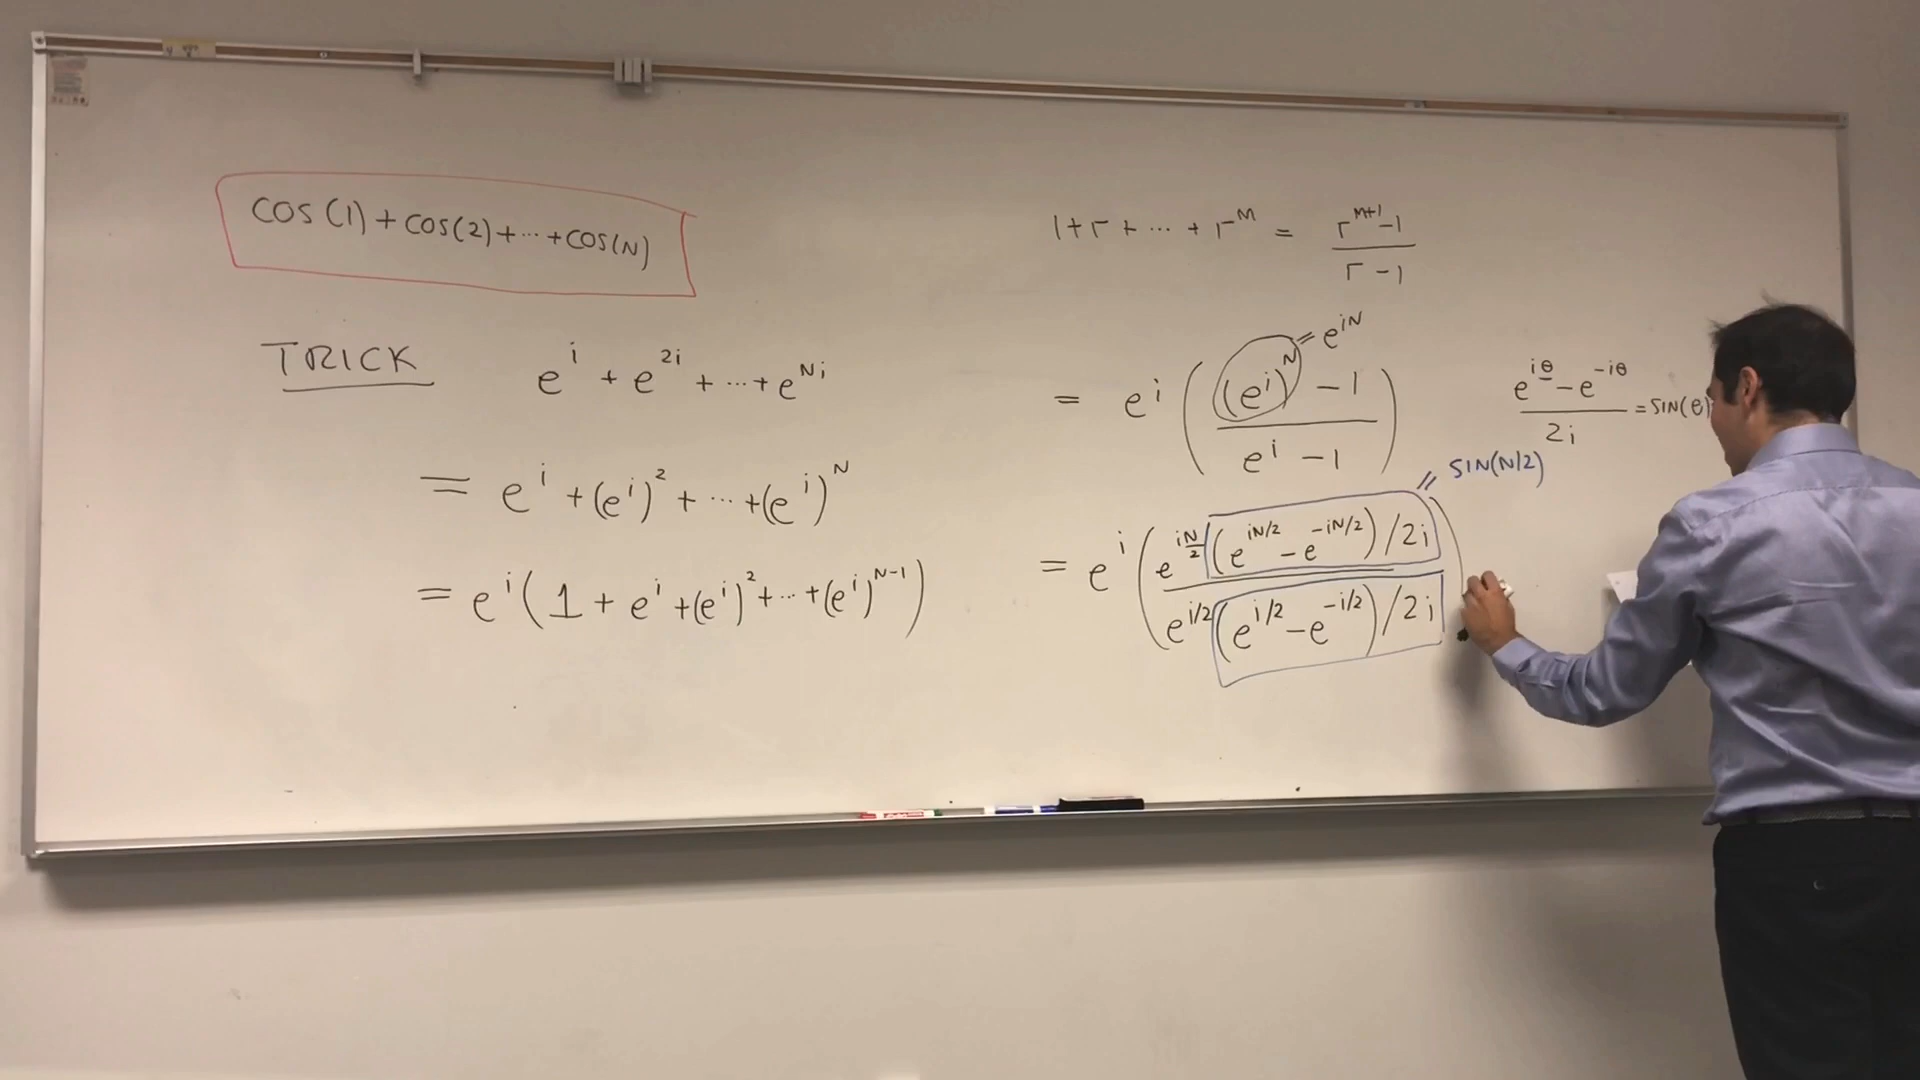 COS(1)+COS(2)+⋯+COS(N)
TRICK e^i + e^{2i} + ⋯ + e^{Ni}
= e^i + (e^i)^2 + ⋯ + (e^i)^N
= e^i(1 + e^i + (e^i)^2 + ⋯ + (e^i)^{N-1})
1+r+⋯+r^M = (r^{M+1}-1)/(r-1)
= e^i(((e^i)^N - 1)/(e^i - 1))
= e^{iN}
(e^{iθ} - e^{-iθ})/2i = SIN(θ)
= SIN(N/2)
= e^i((e^{iN/2}(e^{iN/2} - e^{-iN/2})/2i)/(e^{i/2}(e^{i/2} - e^{-i/2})/2i))